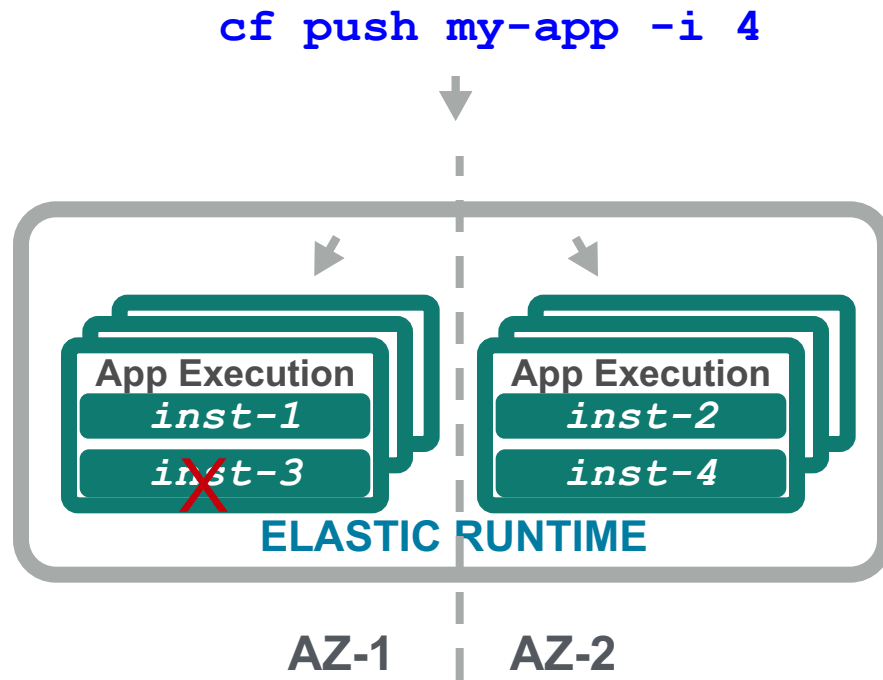 cf push my-app -i 4
App Execution
inst-1
inst-3
App Execution
inst-2
inst-4
ELASTIC RUNTIME
AZ-1
AZ-2